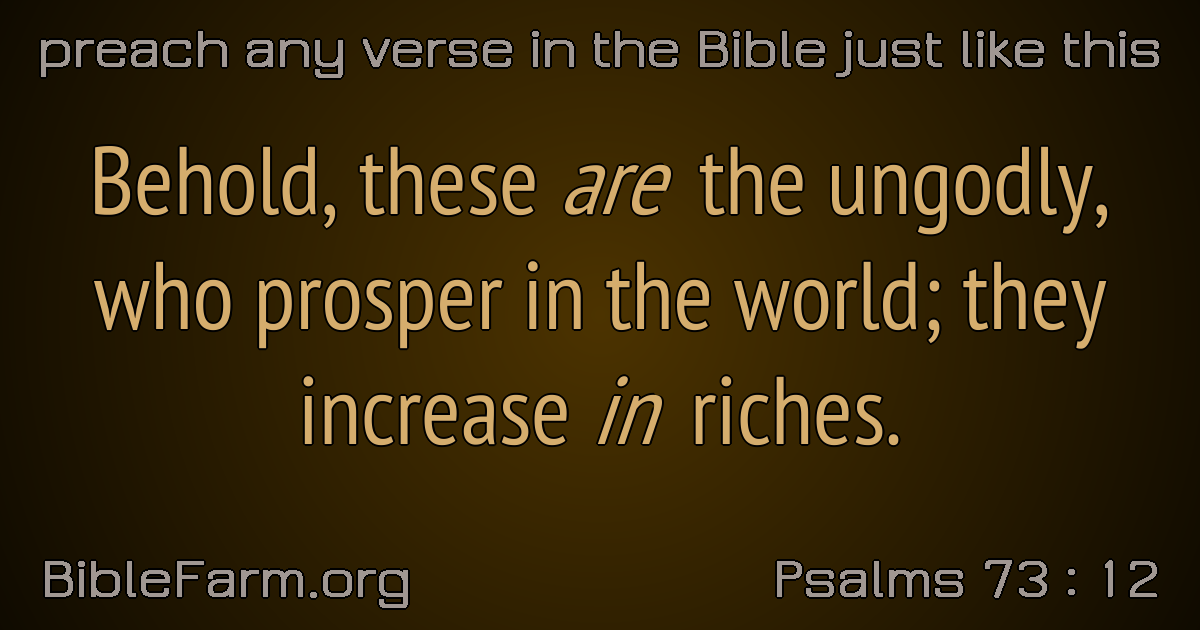 preach any verse in the Bible just like this
Behold, these are the ungodly,
who prosper in the world; they
increase in riches.
BibleFarm.org
Psalms 73 : 12